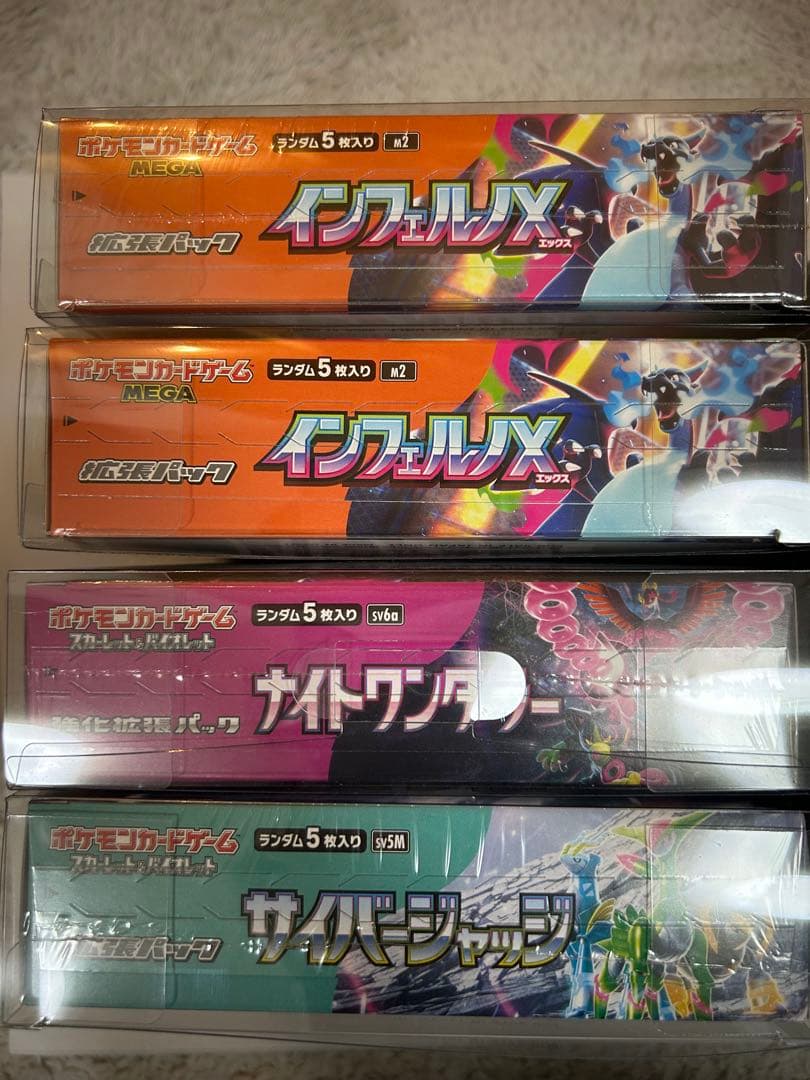 ポケモンカードゲーム
MEGA
ランダム5枚入り M2
拡張パック
インフェルノX
エックス
ポケモンカードゲーム
MEGA
ランダム5枚入り M2
拡張パック
インフェルノX
エックス
ポケモンカードゲーム
スカーレット&バイオレット
ランダム5枚入り sv6a
強化拡張パック
ナイトワン
ー
ポケモンカードゲーム
スカーレット&バイオレット
ランダム5枚入り sv5M
拡張パック
サイバージャッジ